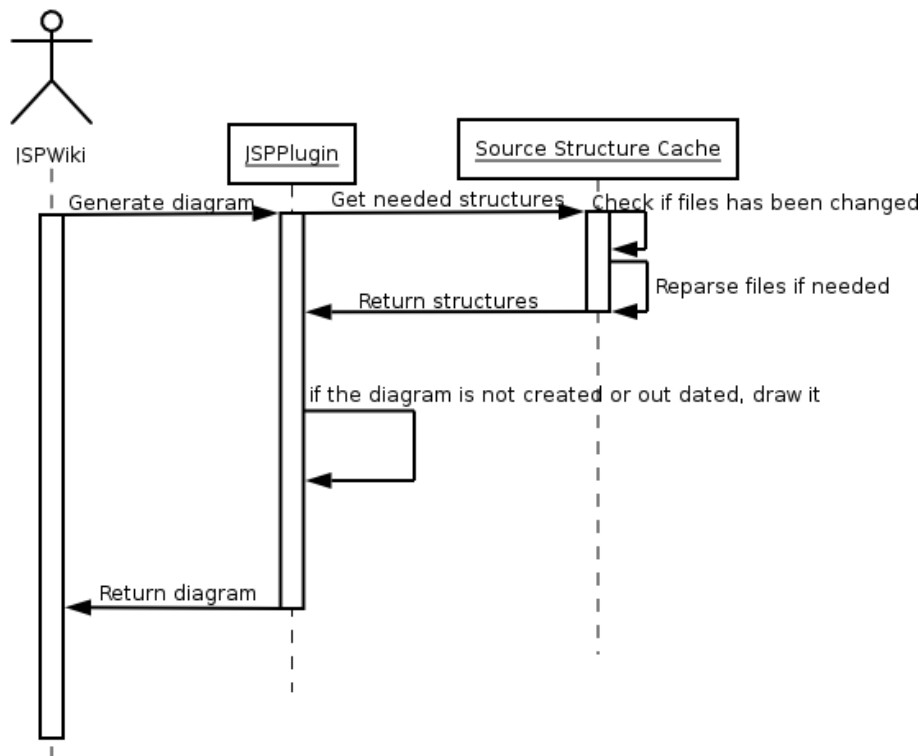 JSPWiki
JSPPlugin
Source Structure Cache
Generate diagram
Get needed structures
Check if files has been changed
Reparse files if needed
Return structures
if the diagram is not created or out dated, draw it
Return diagram